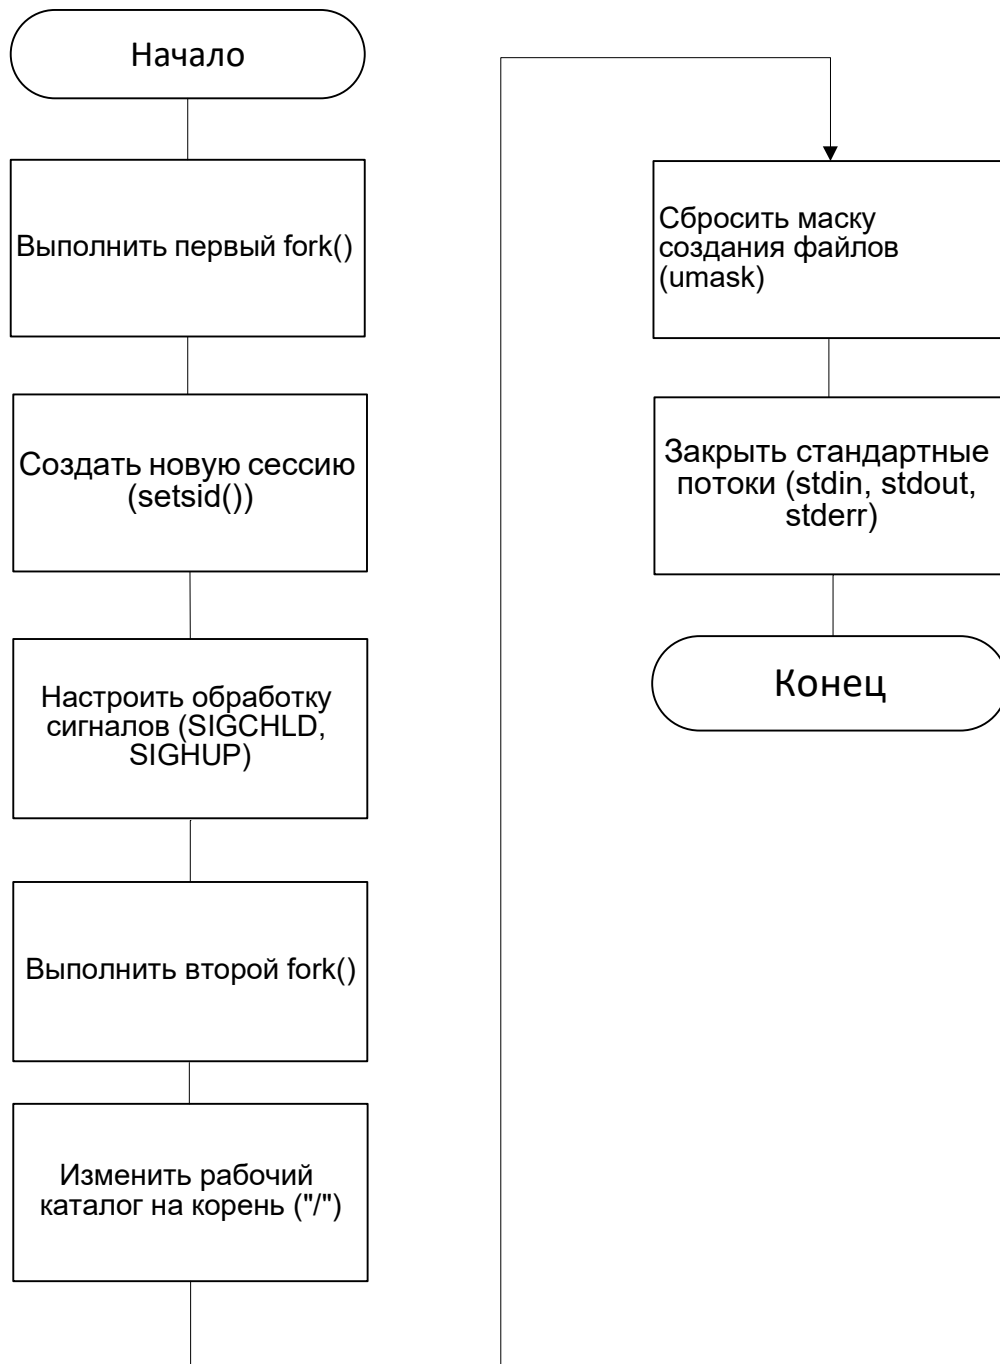 Начало
Выполнить первый fork()
Создать новую сессию
(setsid())
Настроить обработку
сигналов (SIGCHLD,
SIGHUP)
Выполнить второй fork()
Изменить рабочий
каталог на корень ("/")
Сбросить маску
создания файлов
(umask)
Закрыть стандартные
потоки (stdin, stdout,
stderr)
Конец